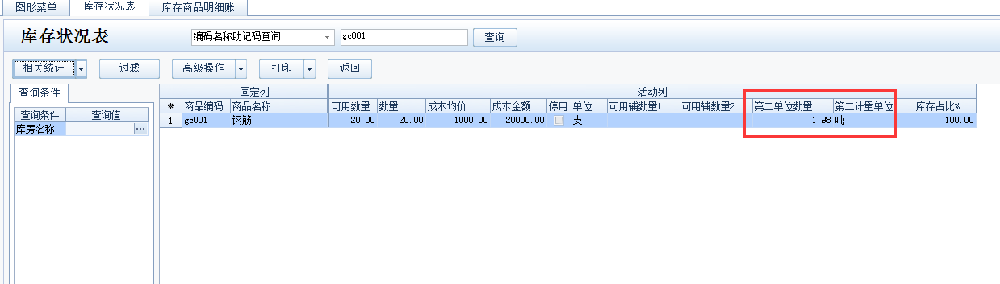 图形菜单 库存状况表 库存商品明细账
库存状况表 编码名称助记码查询 gc001 查询
相关统计 过滤 高级操作 打印 返回
查询条件 固定列 活动列
* 商品编码 商品名称 可用数量 数量 成本均价 成本金额 停用 单位 可用辅数量1 可用辅数量2 第二单位数量 第二计量单位 库存占比%
查询条件 查询值
1 gc001 钢筋 20.00 20.00 1000.00 20000.00 支 1.98 吨 100.00
库房名称 ...